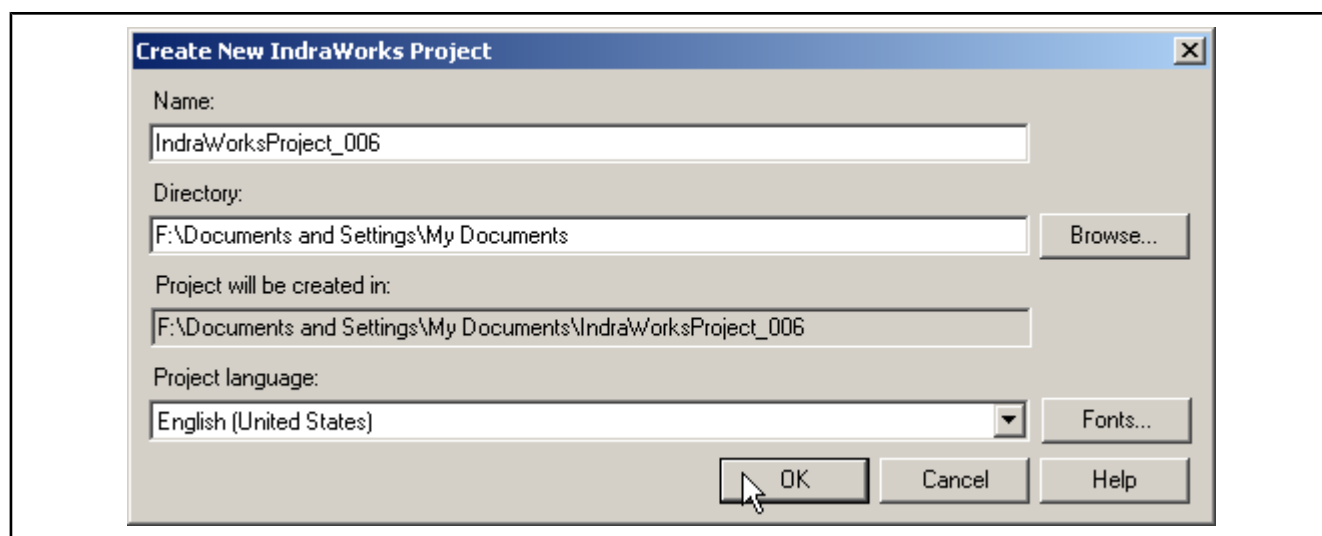 Create New IndraWorks Project
Name:
IndraWorksProject_006
Directory:
F:\Documents and Settings\My Documents
Browse...
Project will be created in:
F:\Documents and Settings\My Documents\IndraWorksProject_006
Project language:
English (United States)
Fonts...
OK
Cancel
Help